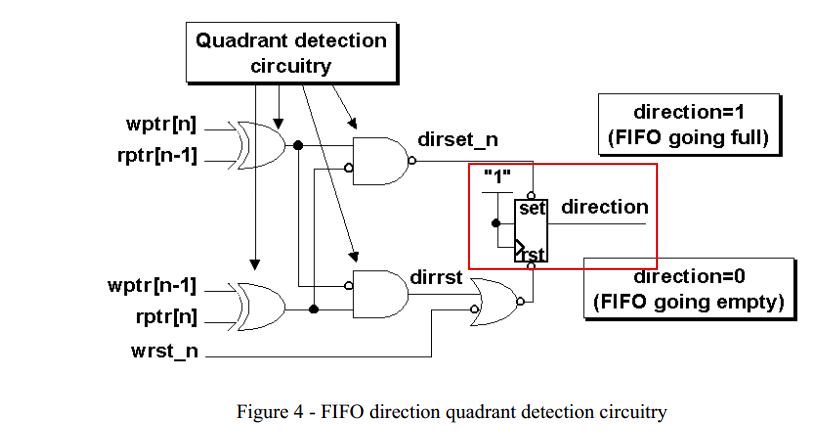 Quadrant detection
circuitry
wptr[n]
rptr[n-1]
dirset_n
direction=1
(FIFO going full)
"1"
set
direction
rst
wptr[n-1]
rptr[n]
dirrst
direction=0
(FIFO going empty)
wrst_n
Figure 4 - FIFO direction quadrant detection circuitry